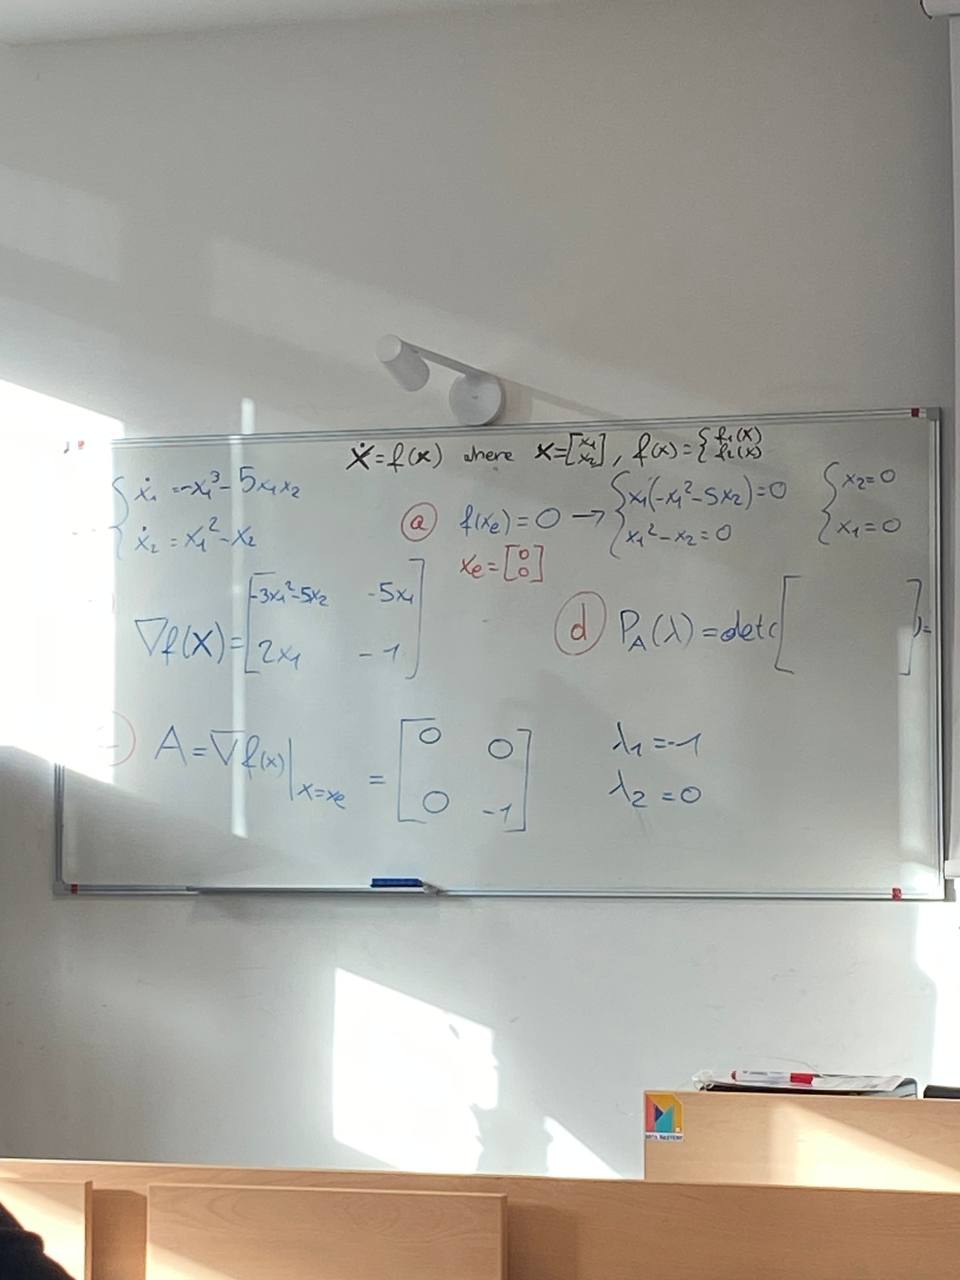 ẋ = f(x) where x = [x₁ x₂], f(x) = { f₁(x) f₂(x)
{ ẋ₁ = -x₁³ - 5x₁x₂
ẋ₂ = x₁² - x₂
ⓐ f(xₑ) = 0 → { x₁(-x₁² - 5x₂) = 0
x₁² - x₂ = 0
{ x₂ = 0
x₁ = 0
xₑ = [0 0]
∇f(x) = [ -3x₁² - 5x₂ -5x₁
2x₁ -1 ]
ⓓ P_A(λ) = det( [ ] ) =
A = ∇f(x)|ₓ₌ₓₑ = [ 0 0
0 -1 ]
λ₁ = -1
λ₂ = 0